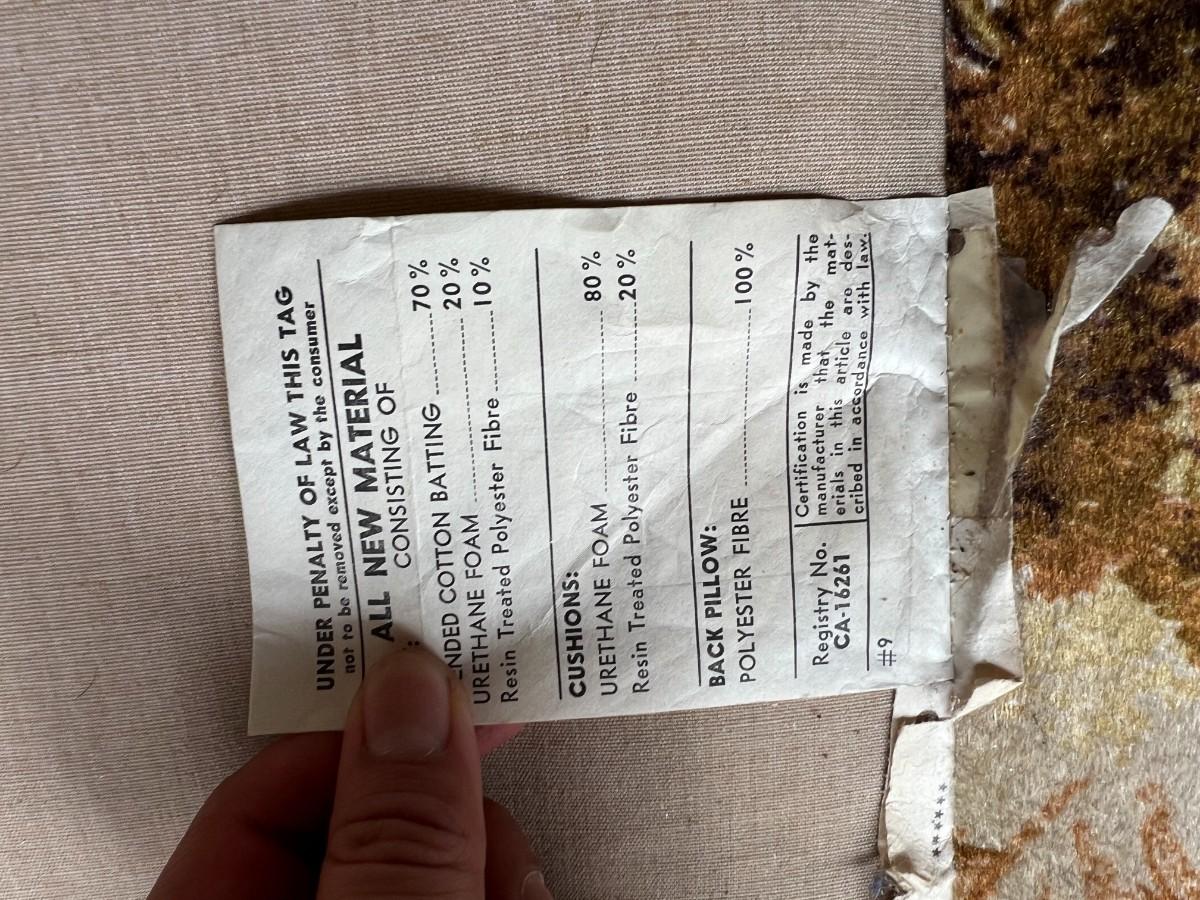 UNDER PENALTY OF LAW THIS TAG
not to be removed except by the consumer
ALL NEW MATERIAL
CONSISTING OF
COTTON BATTING ........ 70%
URETHANE FOAM ........ 20%
Resin Treated Polyester Fibre ........ 10%
CUSHIONS:
URETHANE FOAM ........ 80%
Resin Treated Polyester Fibre ........ 20%
BACK PILLOW:
POLYESTER FIBRE ........ 100%
Registry No.
CA-16261
Certification is made by the
manufacturer that the mat-
erials in this article are des-
cribed in accordance with law.
#9